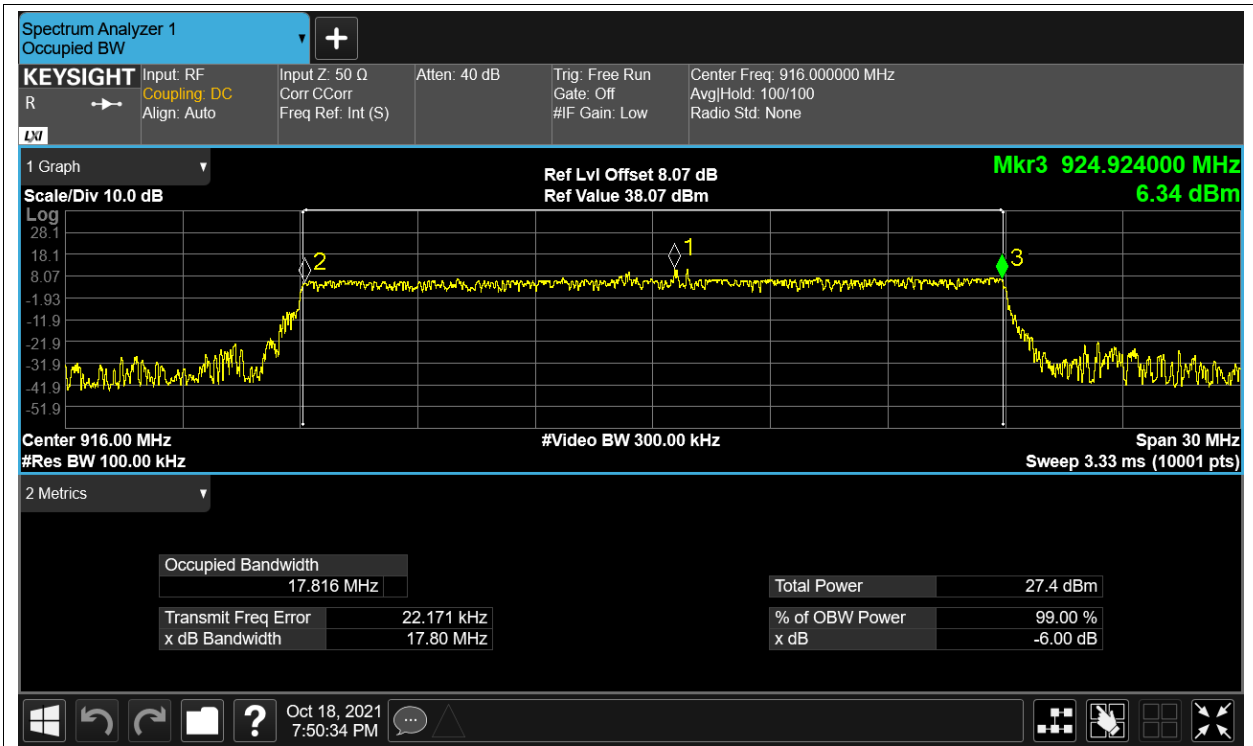 Spectrum Analyzer 1
Occupied BW
KEYSIGHT
R
LXI
Input: RF
Coupling: DC
Align: Auto
Input Z: 50 Ω
Corr CCorr
Freq Ref: Int (S)
Atten: 40 dB
Trig: Free Run
Gate: Off
#IF Gain: Low
Center Freq: 916.000000 MHz
Avg|Hold: 100/100
Radio Std: None
1 Graph
Scale/Div 10.0 dB
Ref Lvl Offset 8.07 dB
Ref Value 38.07 dBm
Mkr3 924.924000 MHz
6.34 dBm
Log
28.1
18.1
8.07
-1.93
-11.9
-21.9
-31.9
-41.9
-51.9
2
1
3
Center 916.00 MHz
#Video BW 300.00 kHz
Span 30 MHz
#Res BW 100.00 kHz
Sweep 3.33 ms (10001 pts)
2 Metrics
Occupied Bandwidth
17.816 MHz
Total Power 27.4 dBm
Transmit Freq Error 22.171 kHz
% of OBW Power 99.00 %
x dB Bandwidth 17.80 MHz
x dB -6.00 dB
?
Oct 18, 2021
7:50:34 PM